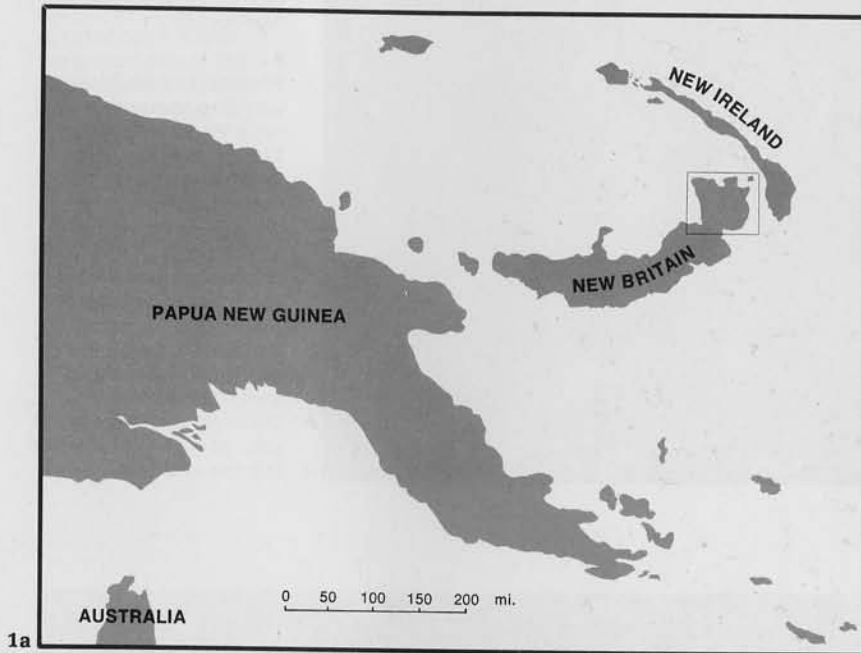 NEW IRELAND
NEW BRITAIN
PAPUA NEW GUINEA
0 50 100 150 200 mi.
AUSTRALIA
1a